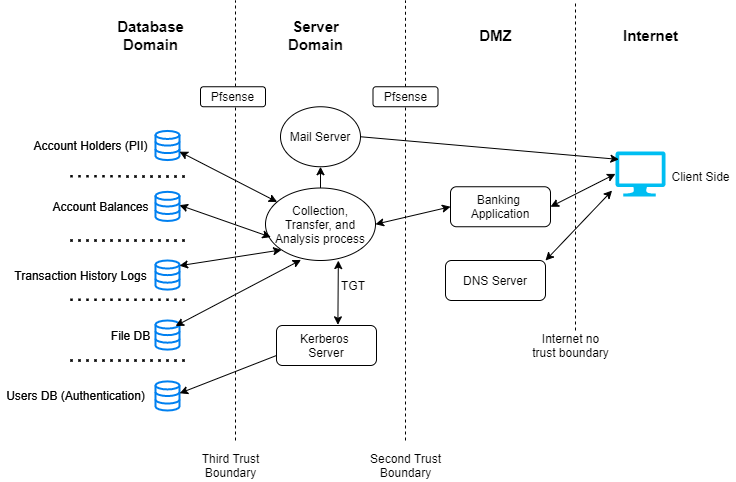 Database
Domain
Server
Domain
DMZ
Internet
Pfsense
Pfsense
Mail Server
Account Holders (PII)
Client Side
Account Balances
Collection,
Transfer, and
Analysis process
Banking
Application
Transaction History Logs
DNS Server
TGT
File DB
Kerberos
Server
Internet no
trust boundary
Users DB (Authentication)
Third Trust
Boundary
Second Trust
Boundary